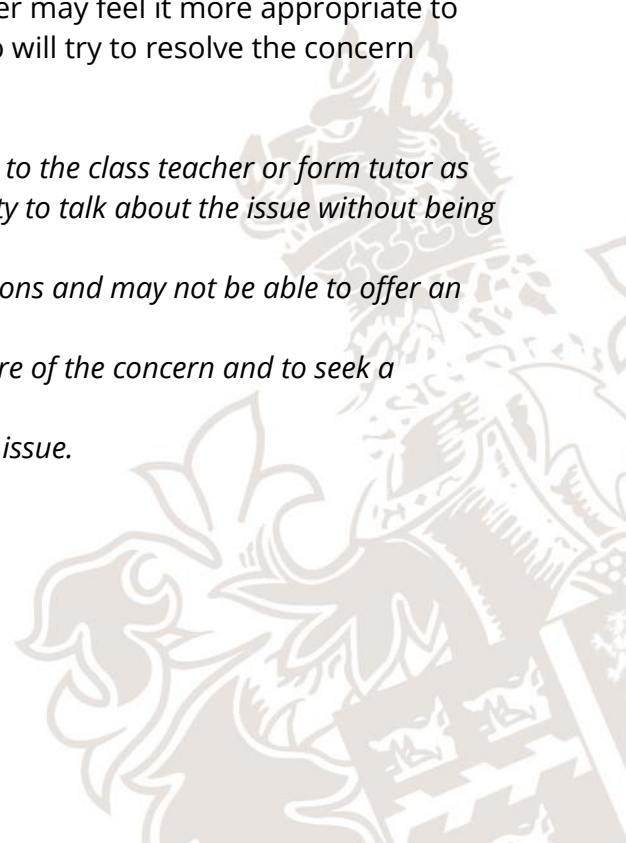 er may feel it more appropriate to
o will try to resolve the concern
to the class teacher or form tutor as
ty to talk about the issue without being
ons and may not be able to offer an
re of the concern and to seek a
issue.